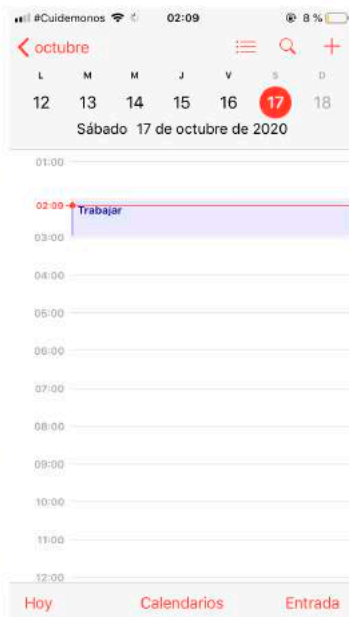 #Cuidemonos 02:09 8 %
octubre
L M M J V S D
12 13 14 15 16 17 18
Sábado 17 de octubre de 2020
01:00
02:09 Trabajar
03:00
04:00
05:00
06:00
07:00
08:00
09:00
10:00
11:00
12:00
Hoy Calendarios Entrada